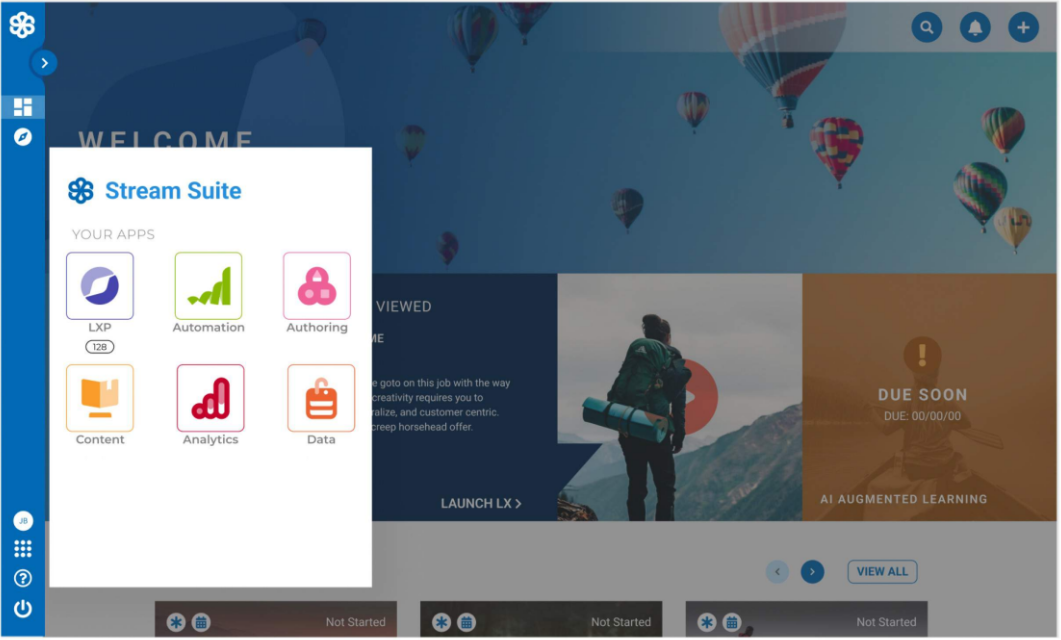 WELCOME
Stream Suite
YOUR APPS
LXP
128
Automation
Authoring
Content
Analytics
Data
VIEWED
ME
e goto on this job with the way
creativity requires you to
ralize, and customer centric.
creep horsehead offer.
LAUNCH LX >
!
DUE SOON
DUE: 00/00/00
AI AUGMENTED LEARNING
JB
?
< > VIEW ALL
Not Started
Not Started
Not Started